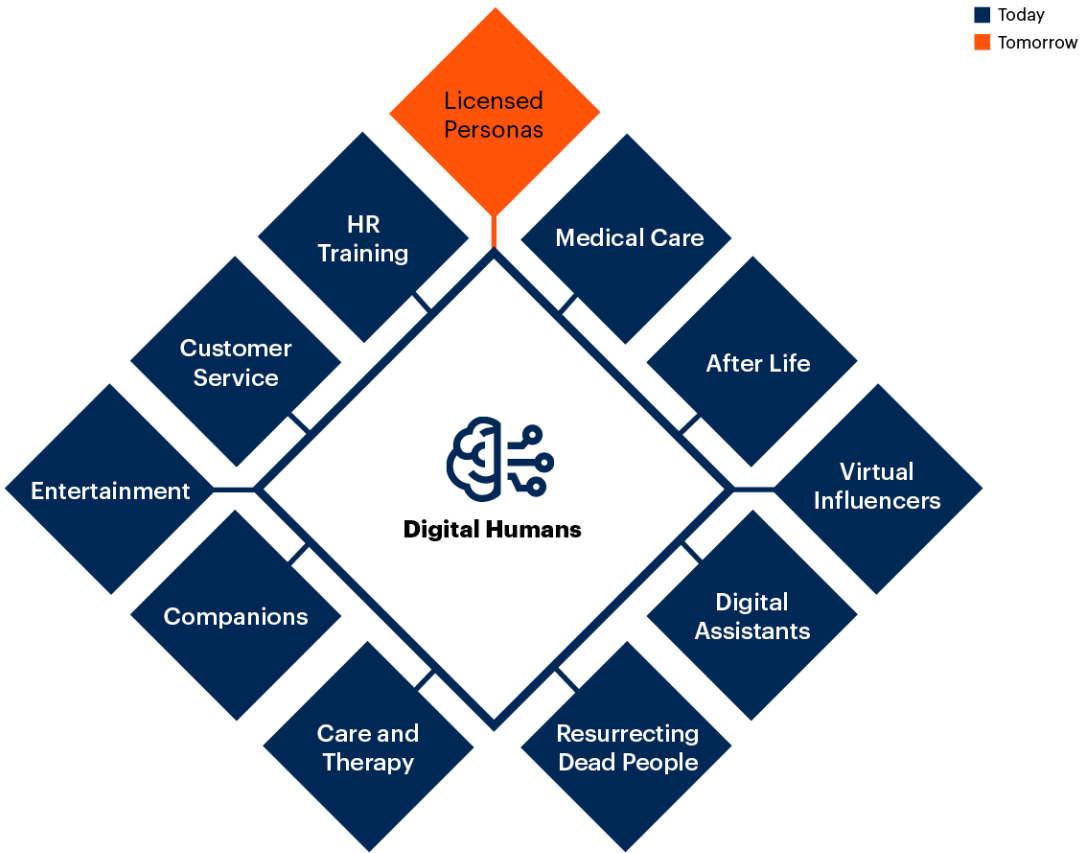 Today
Tomorrow
Licensed
Personas
HR
Training
Medical Care
Customer
Service
After Life
Entertainment
Virtual
Influencers
Digital Humans
Companions
Digital
Assistants
Care and
Therapy
Resurrecting
Dead People